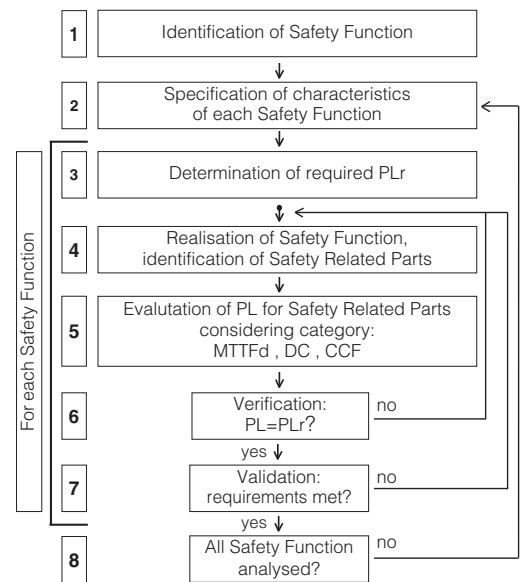 1
Identification of Safety Function
2
Specification of characteristics
of each Safety Function
For each Safety Function
3
Determination of required PLr
4
Realisation of Safety Function,
identification of Safety Related Parts
5
Evalutation of PL for Safety Related Parts
considering category:
MTTFd , DC , CCF
6
Verification:
PL=PLr?
no
yes
7
Validation:
requirements met?
no
yes
8
All Safety Function
analysed?
no